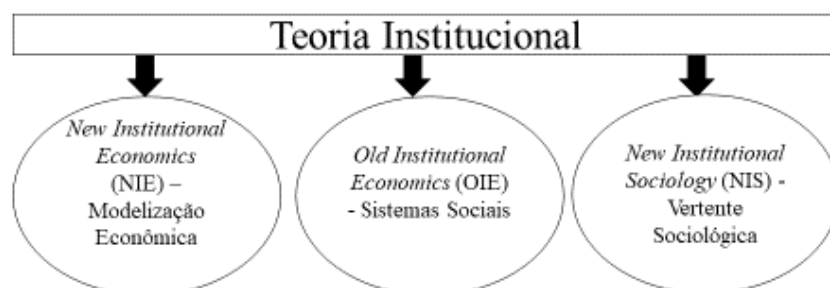 Teoria Institucional
New Institutional
Economics
(NIE) –
Modelização
Econômica
Old Institutional
Economics (OIE)
- Sistemas Sociais
New Institutional
Sociology (NIS) -
Vertente
Sociológica